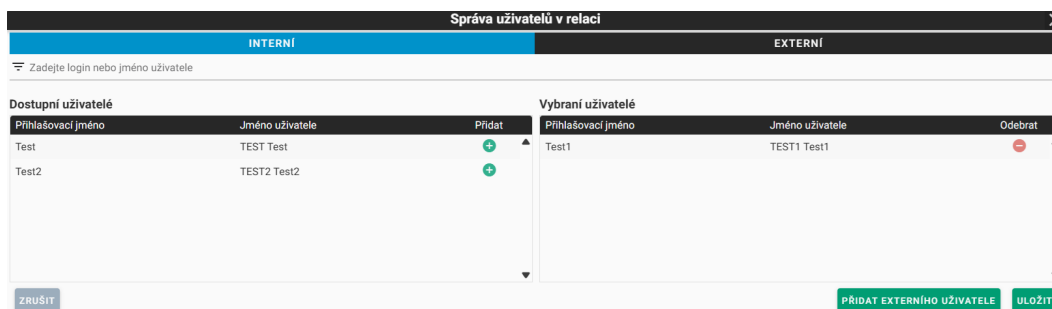 Správa uživatelů v relaci
INTERNÍ EXTERNÍ
Zadejte login nebo jméno uživatele
Dostupní uživatelé Vybraní uživatelé
Přihlašovací jméno Jméno uživatele Přidat Přihlašovací jméno Jméno uživatele Odebrat
Test TEST Test Test1 TEST1 Test1
Test2 TEST2 Test2
ZRUŠIT PŘIDAT EXTERNÍHO UŽIVATELE ULOŽIT